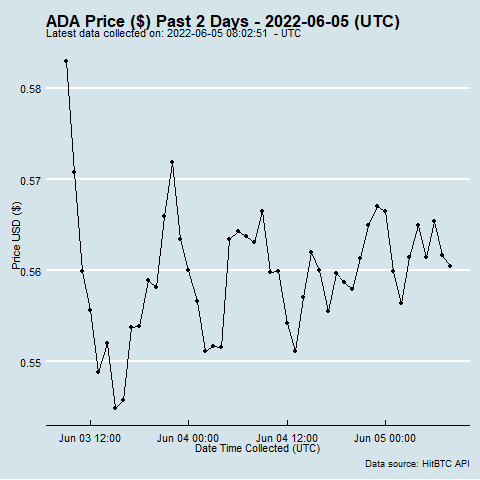 ADA Price ($) Past 2 Days - 2022-06-05 (UTC)
Latest data collected on: 2022-06-05 08:02:51  - UTC
0.58
0.57
0.56
0.55
Price USD ($)
Jun 03 12:00
Jun 04 00:00
Jun 04 12:00
Jun 05 00:00
Date Time Collected (UTC)
Data source: HitBTC API